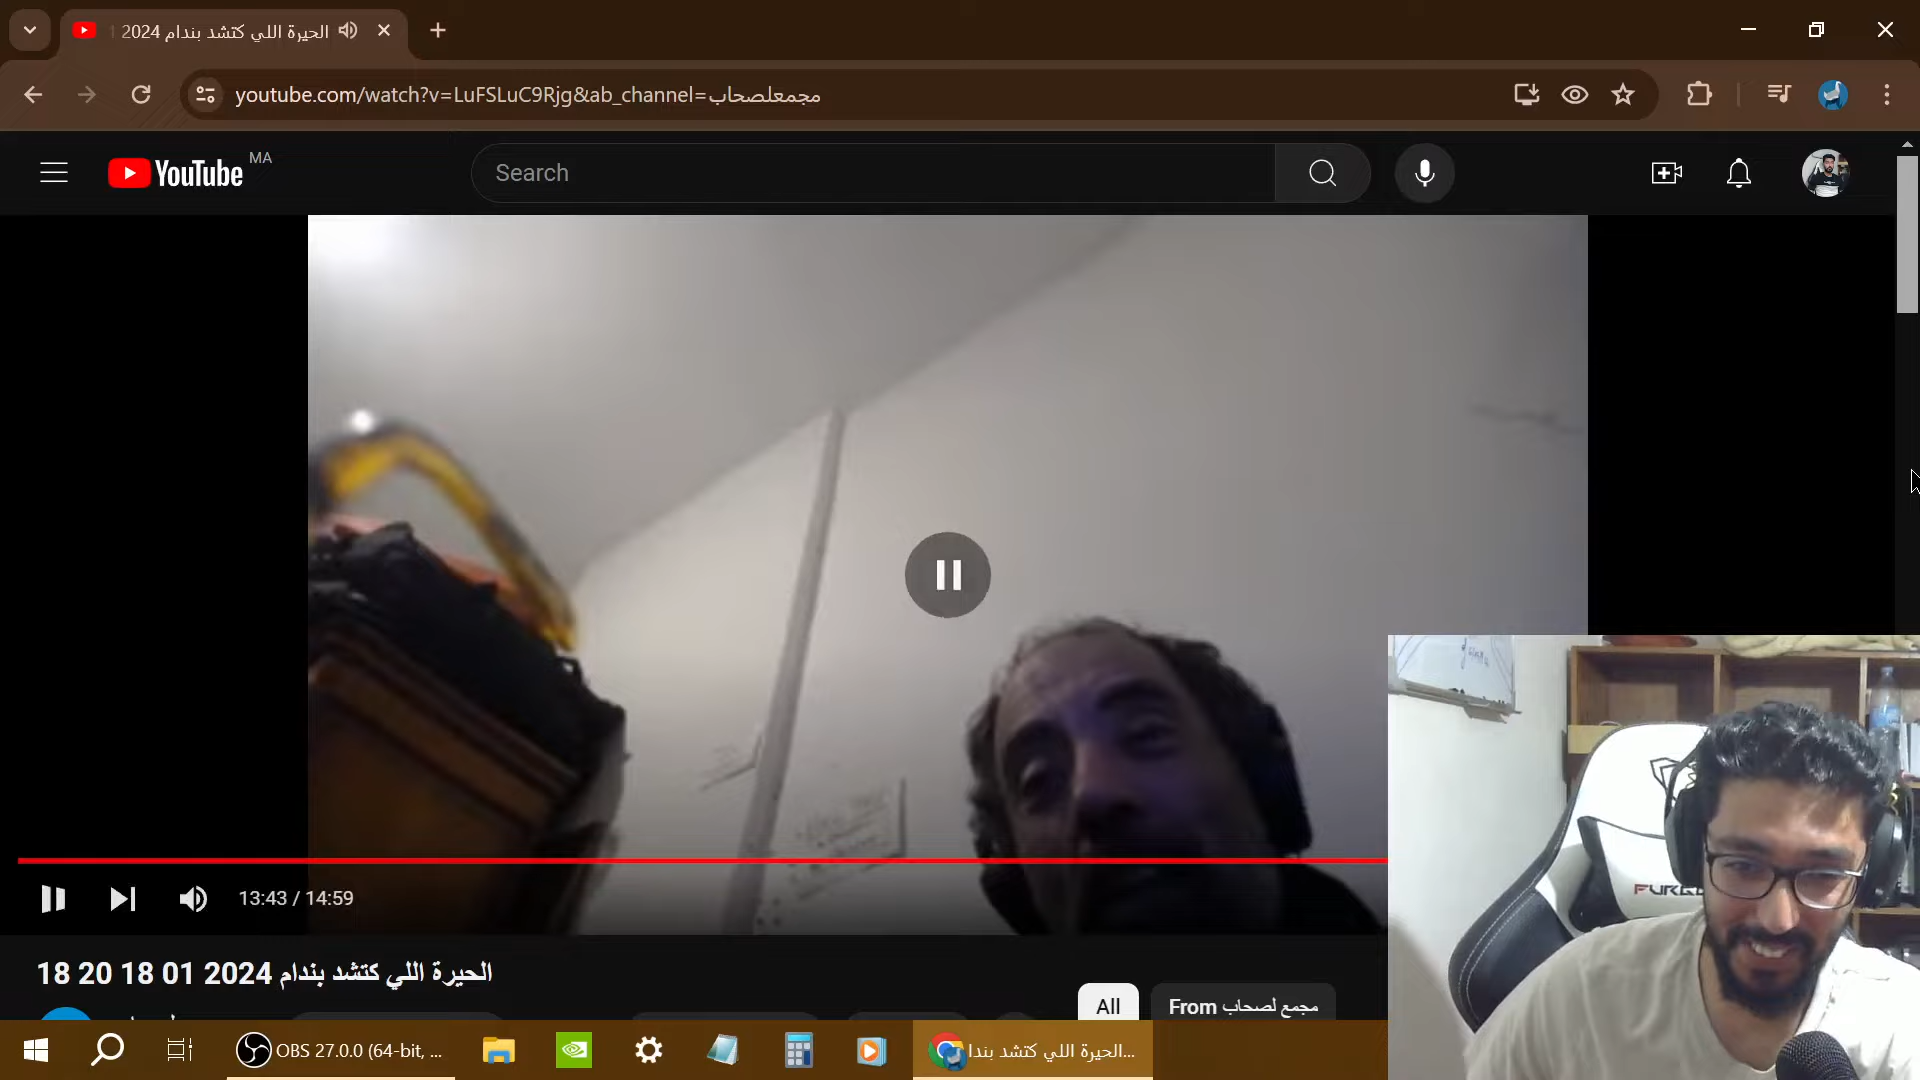 الحيرة اللي كتشد بندام 2024 1
youtube.com/watch?v=LuFSLuC9Rjg&ab_channel=مجمعلصحاب
YouTube MA
Search
13:43 / 14:59
الحيرة اللي كتشد بندام 2024 01 18 20 18
All
From مجمع لصحاب
OBS 27.0.0 (64-bit, ...
الحيرة اللي كتشد بندا...